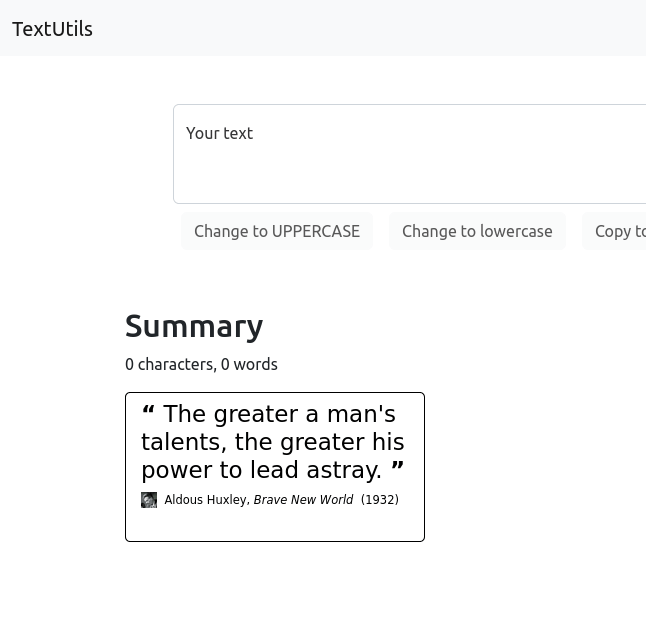 TextUtils
Your text
Change to UPPERCASE Change to lowercase Copy to
Summary
0 characters, 0 words
“ The greater a man's
talents, the greater his
power to lead astray. ”
Aldous Huxley, Brave New World (1932)